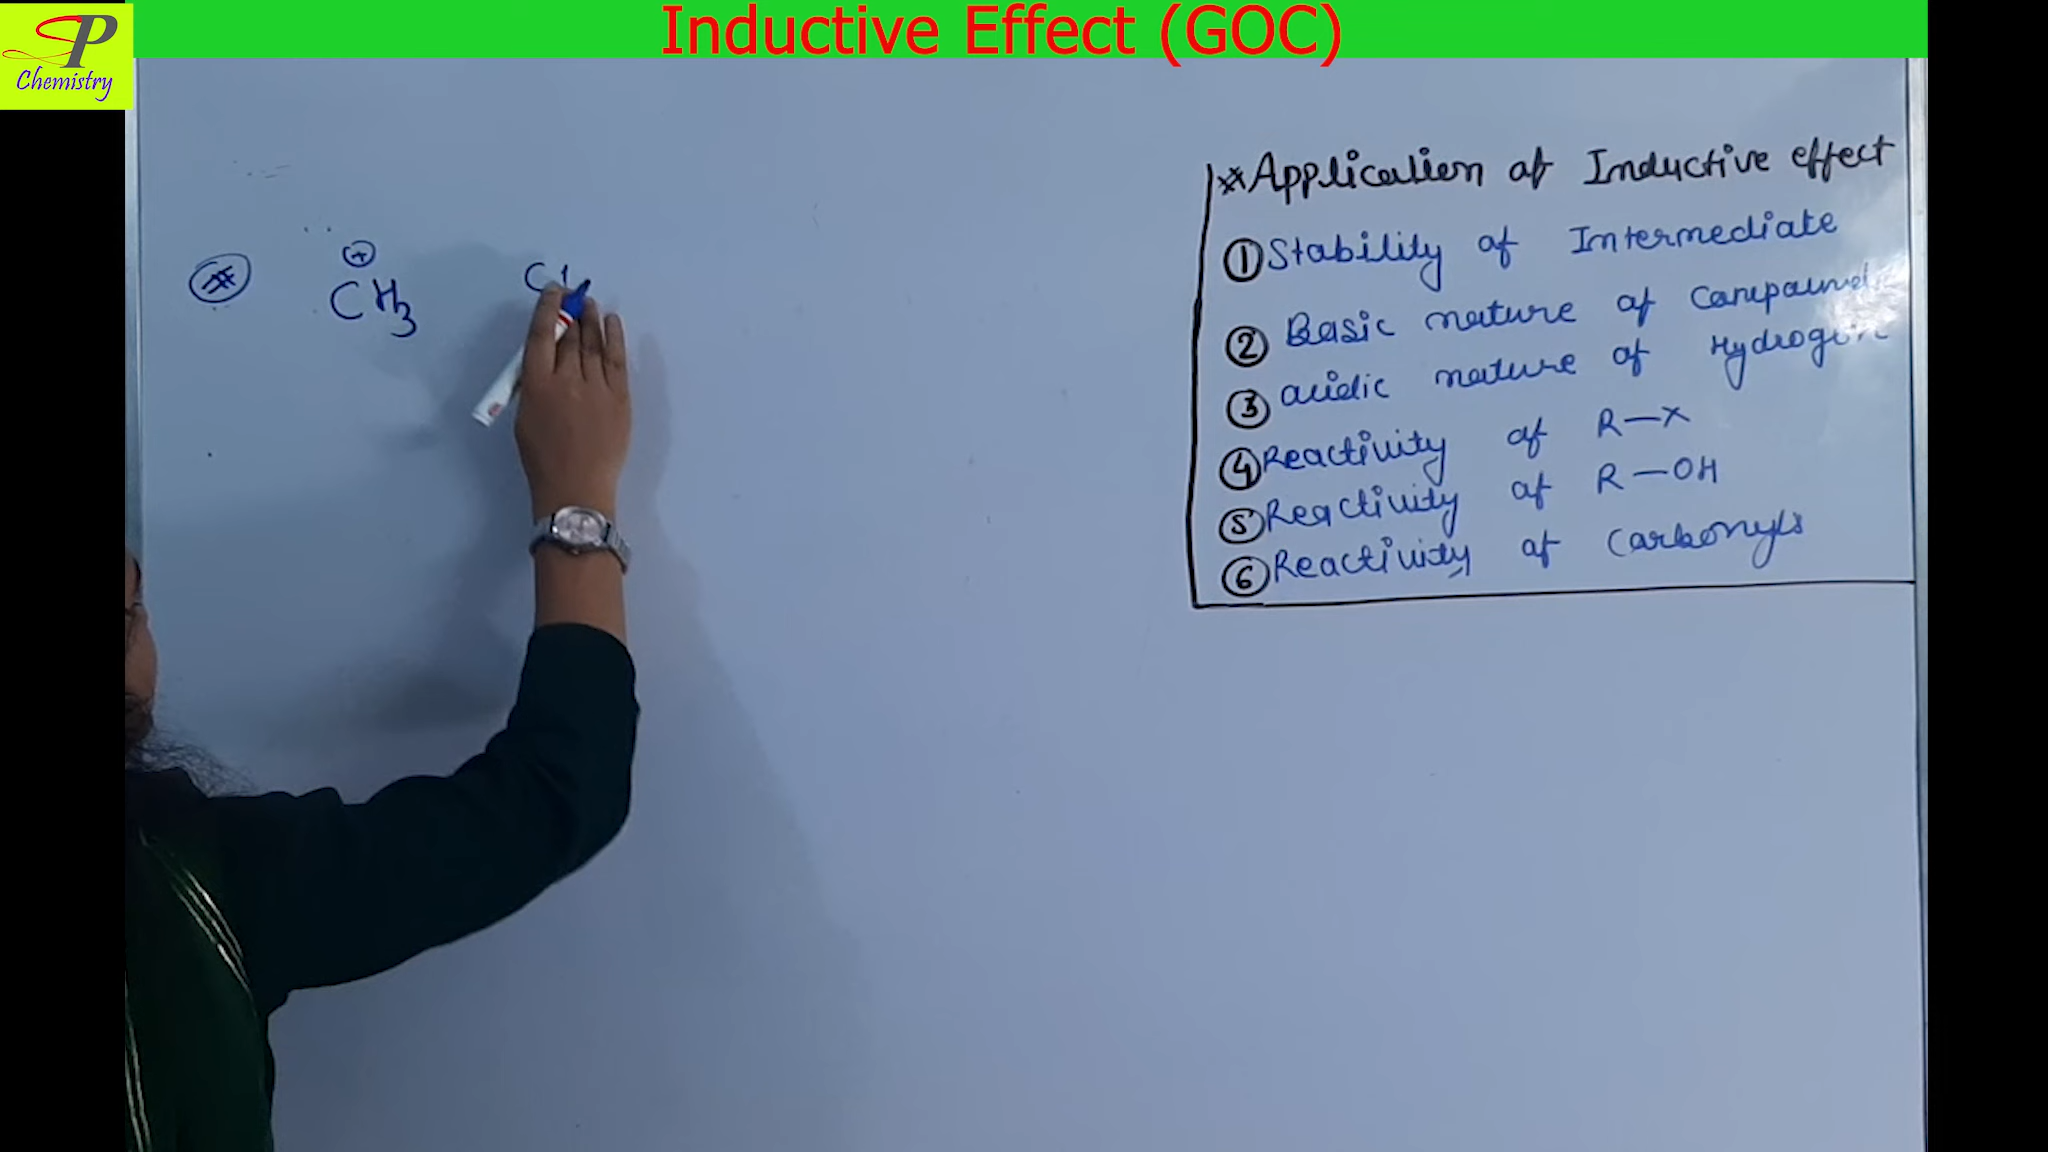 Inductive Effect (GOC)
SP
Chemistry
※Application of Inductive effect
① Stability of Intermediate
② Basic nature of Compound
③ acidic nature of Hydrogen
④ Reactivity of R—X
⑤ Reactivity of R—OH
⑥ Reactivity of Carbonyls
# ⊕
CH3